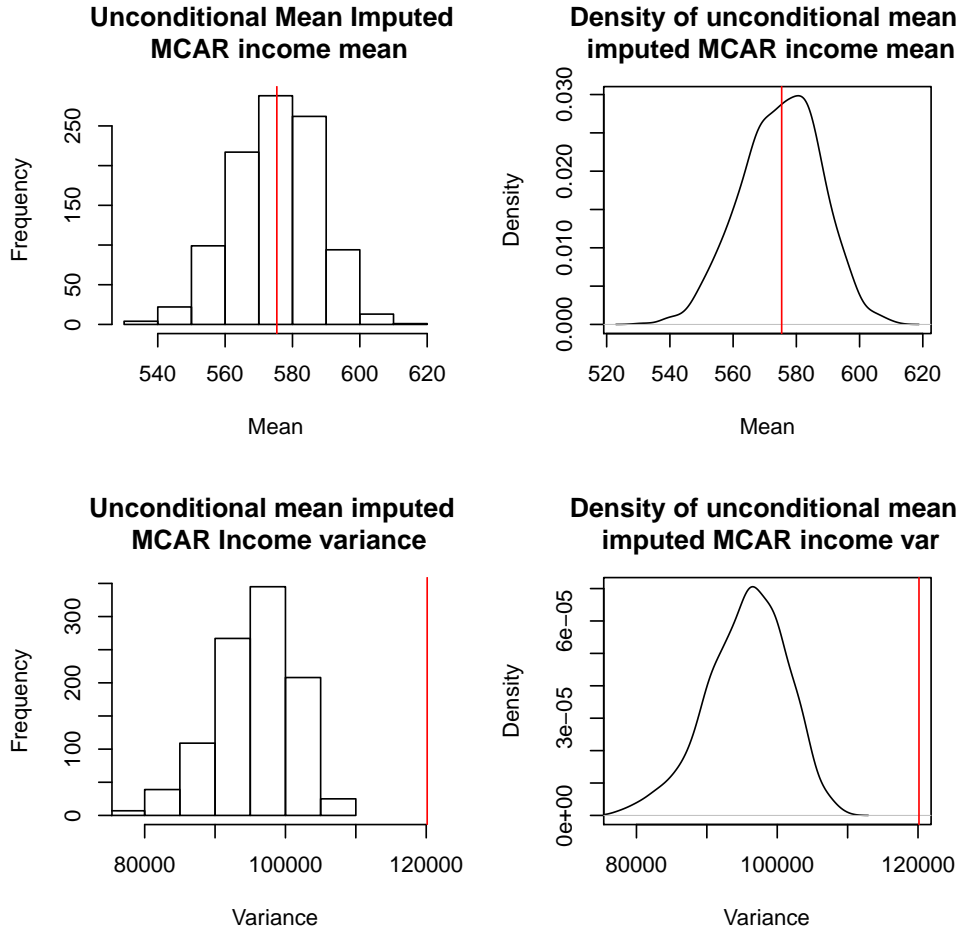 Unconditional Mean Imputed
MCAR income mean
Frequency
0
50
150
250
540
560
580
600
620
Mean
Density of unconditional mean
imputed MCAR income mean
Density
0.000
0.010
0.020
0.030
520
540
560
580
600
620
Mean
Unconditional mean imputed
MCAR Income variance
Frequency
0
100
200
300
80000
100000
120000
Variance
Density of unconditional mean
imputed MCAR income var
Density
0e+00
3e−05
6e−05
80000
100000
120000
Variance